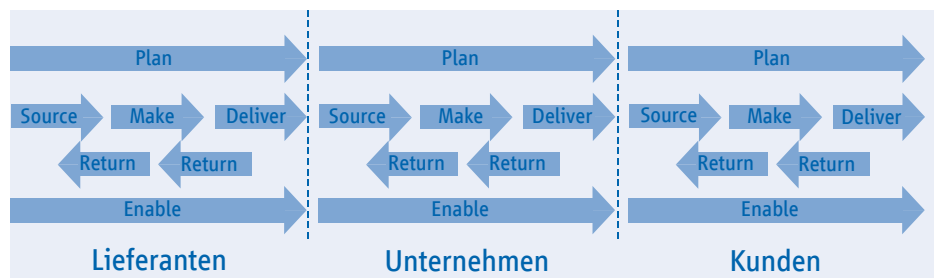 Plan Plan Plan
Source Make Deliver Source Make Deliver Source Make Deliver
Return Return Return Return Return Return
Enable Enable Enable
Lieferanten Unternehmen Kunden